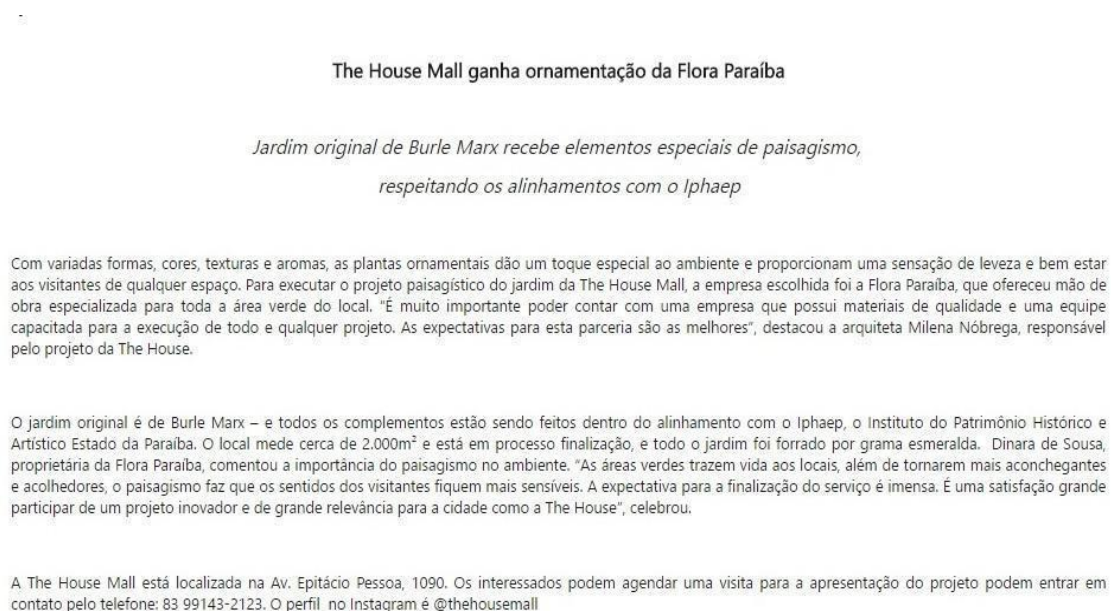 -
The House Mall ganha ornamentação da Flora Paraíba
Jardim original de Burle Marx recebe elementos especiais de paisagismo,
respeitando os alinhamentos com o Iphaep
Com variadas formas, cores, texturas e aromas, as plantas ornamentais dão um toque especial ao ambiente e proporcionam uma sensação de leveza e bem estar
aos visitantes de qualquer espaço. Para executar o projeto paisagístico do jardim da The House Mall, a empresa escolhida foi a Flora Paraíba, que ofereceu mão de
obra especializada para toda a área verde do local. "É muito importante poder contar com uma empresa que possui materiais de qualidade e uma equipe
capacitada para a execução de todo e qualquer projeto. As expectativas para esta parceria são as melhores", destacou a arquiteta Milena Nóbrega, responsável
pelo projeto da The House.
O jardim original é de Burle Marx – e todos os complementos estão sendo feitos dentro do alinhamento com o Iphaep, o Instituto do Patrimônio Histórico e
Artístico Estado da Paraíba. O local mede cerca de 2.000m² e está em processo finalização, e todo o jardim foi forrado por grama esmeralda.  Dinara de Sousa,
proprietária da Flora Paraíba, comentou a importância do paisagismo no ambiente. "As áreas verdes trazem vida aos locais, além de tornarem mais aconchegantes
e acolhedores, o paisagismo faz que os sentidos dos visitantes fiquem mais sensíveis. A expectativa para a finalização do serviço é imensa. É uma satisfação grande
participar de um projeto inovador e de grande relevância para a cidade como a The House", celebrou.
A The House Mall está localizada na Av. Epitácio Pessoa, 1090. Os interessados podem agendar uma visita para a apresentação do projeto podem entrar em
contato pelo telefone: 83 99143-2123. O perfil  no Instagram é @thehousemall